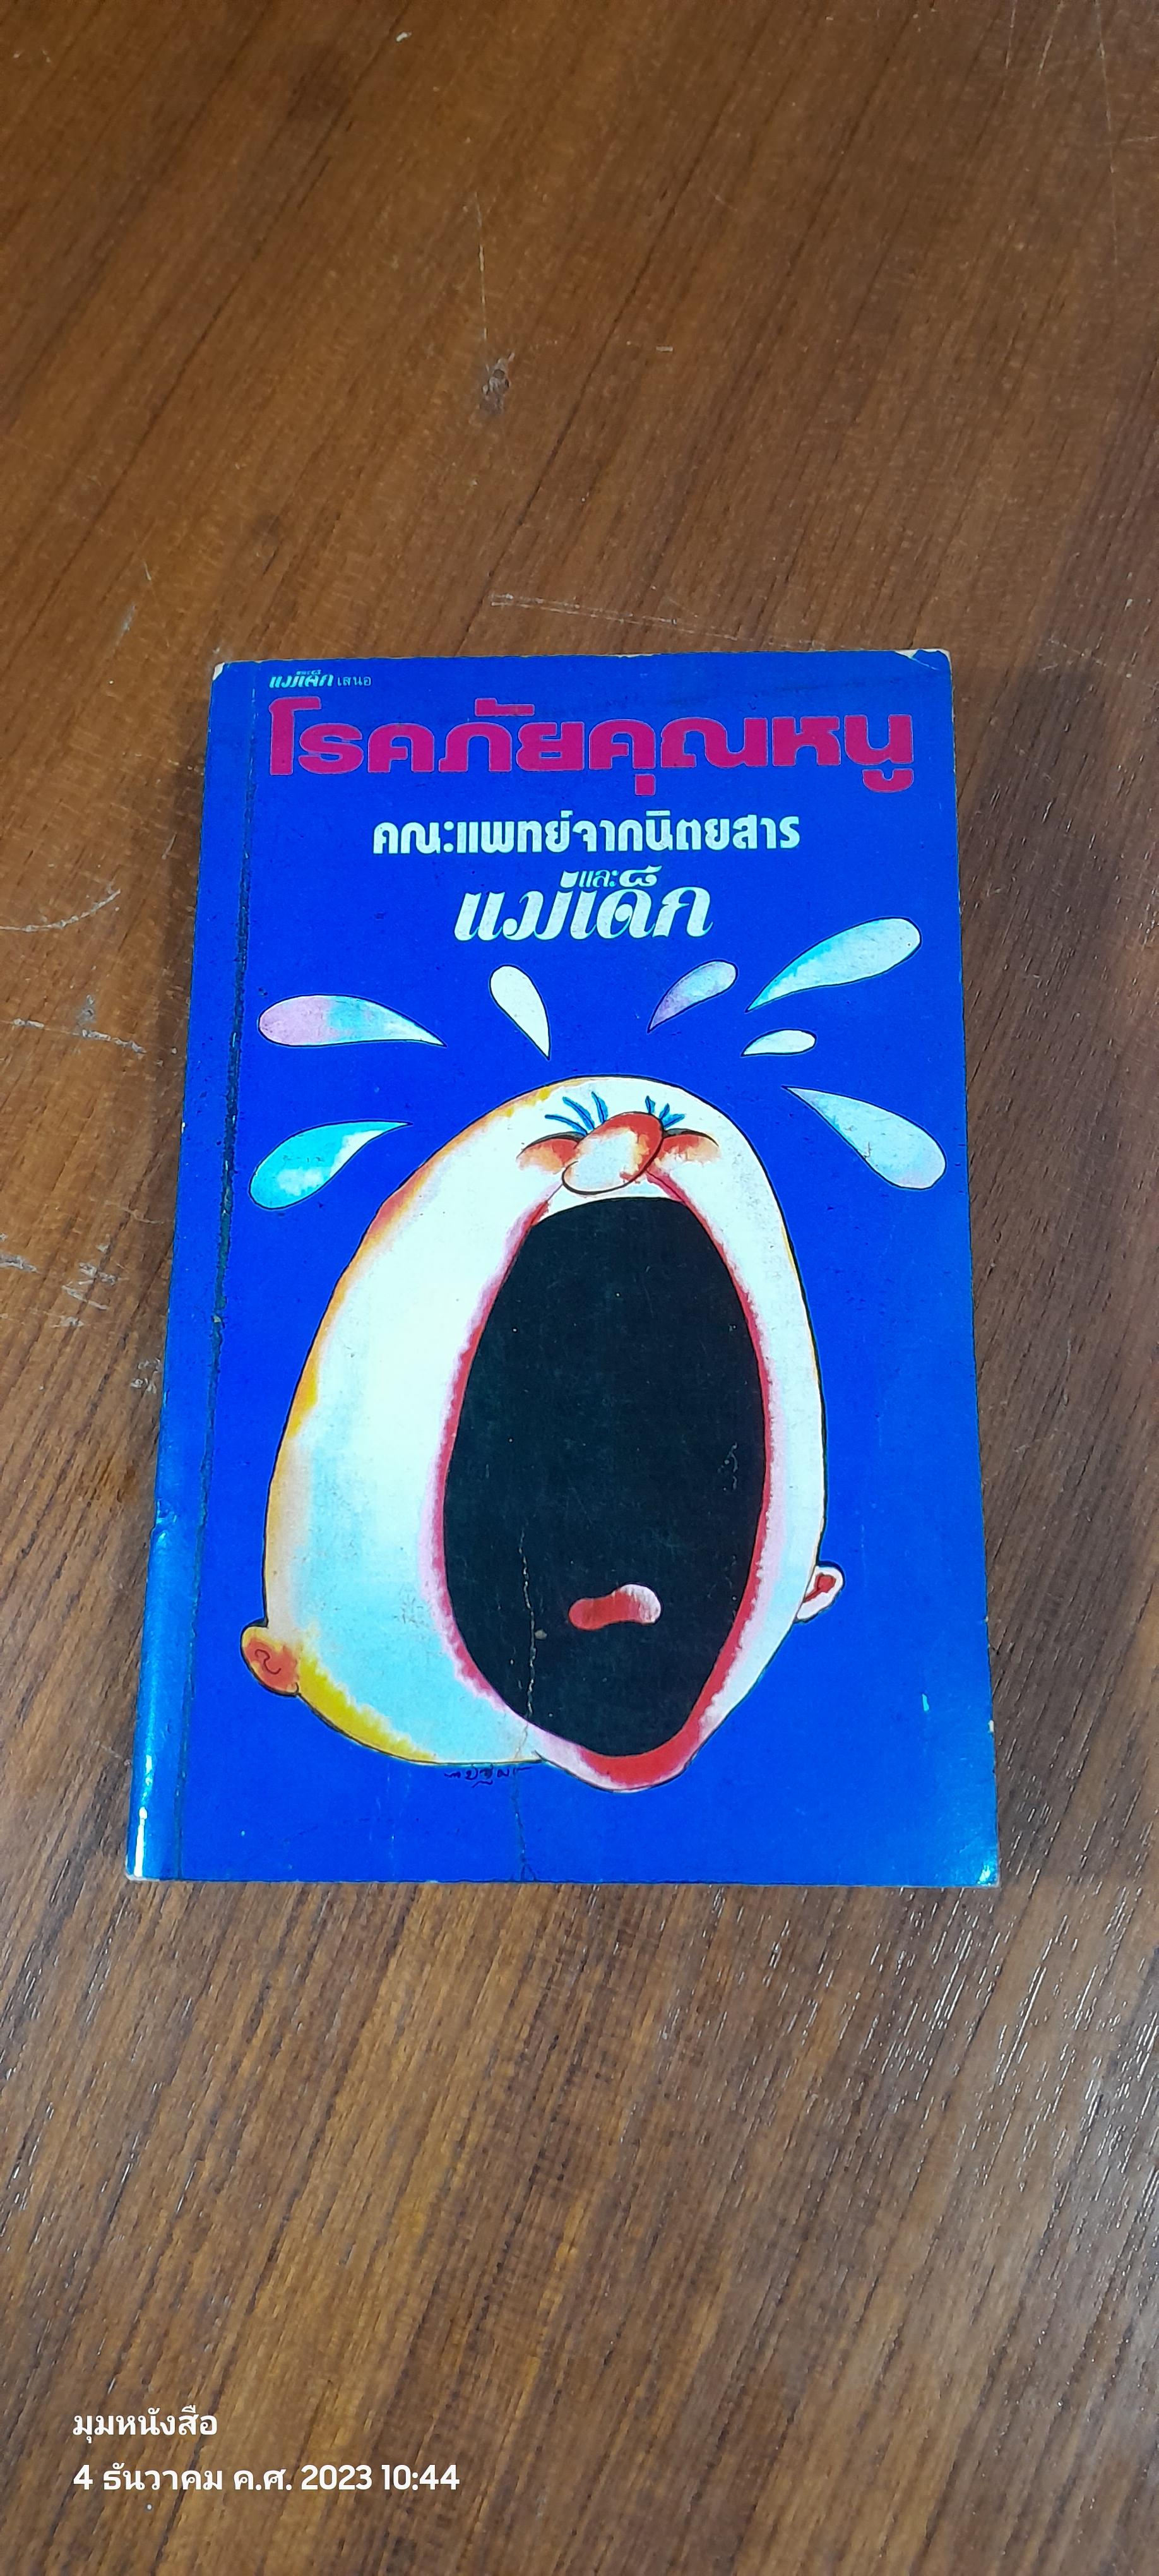 แม่และเด็ก เสนอ
โรคภัยคุณหนู
คณะแพทย์จากนิตยสาร
แม่และเด็ก
มุมหนังสือ
4 ธันวาคม ค.ศ. 2023 10:44